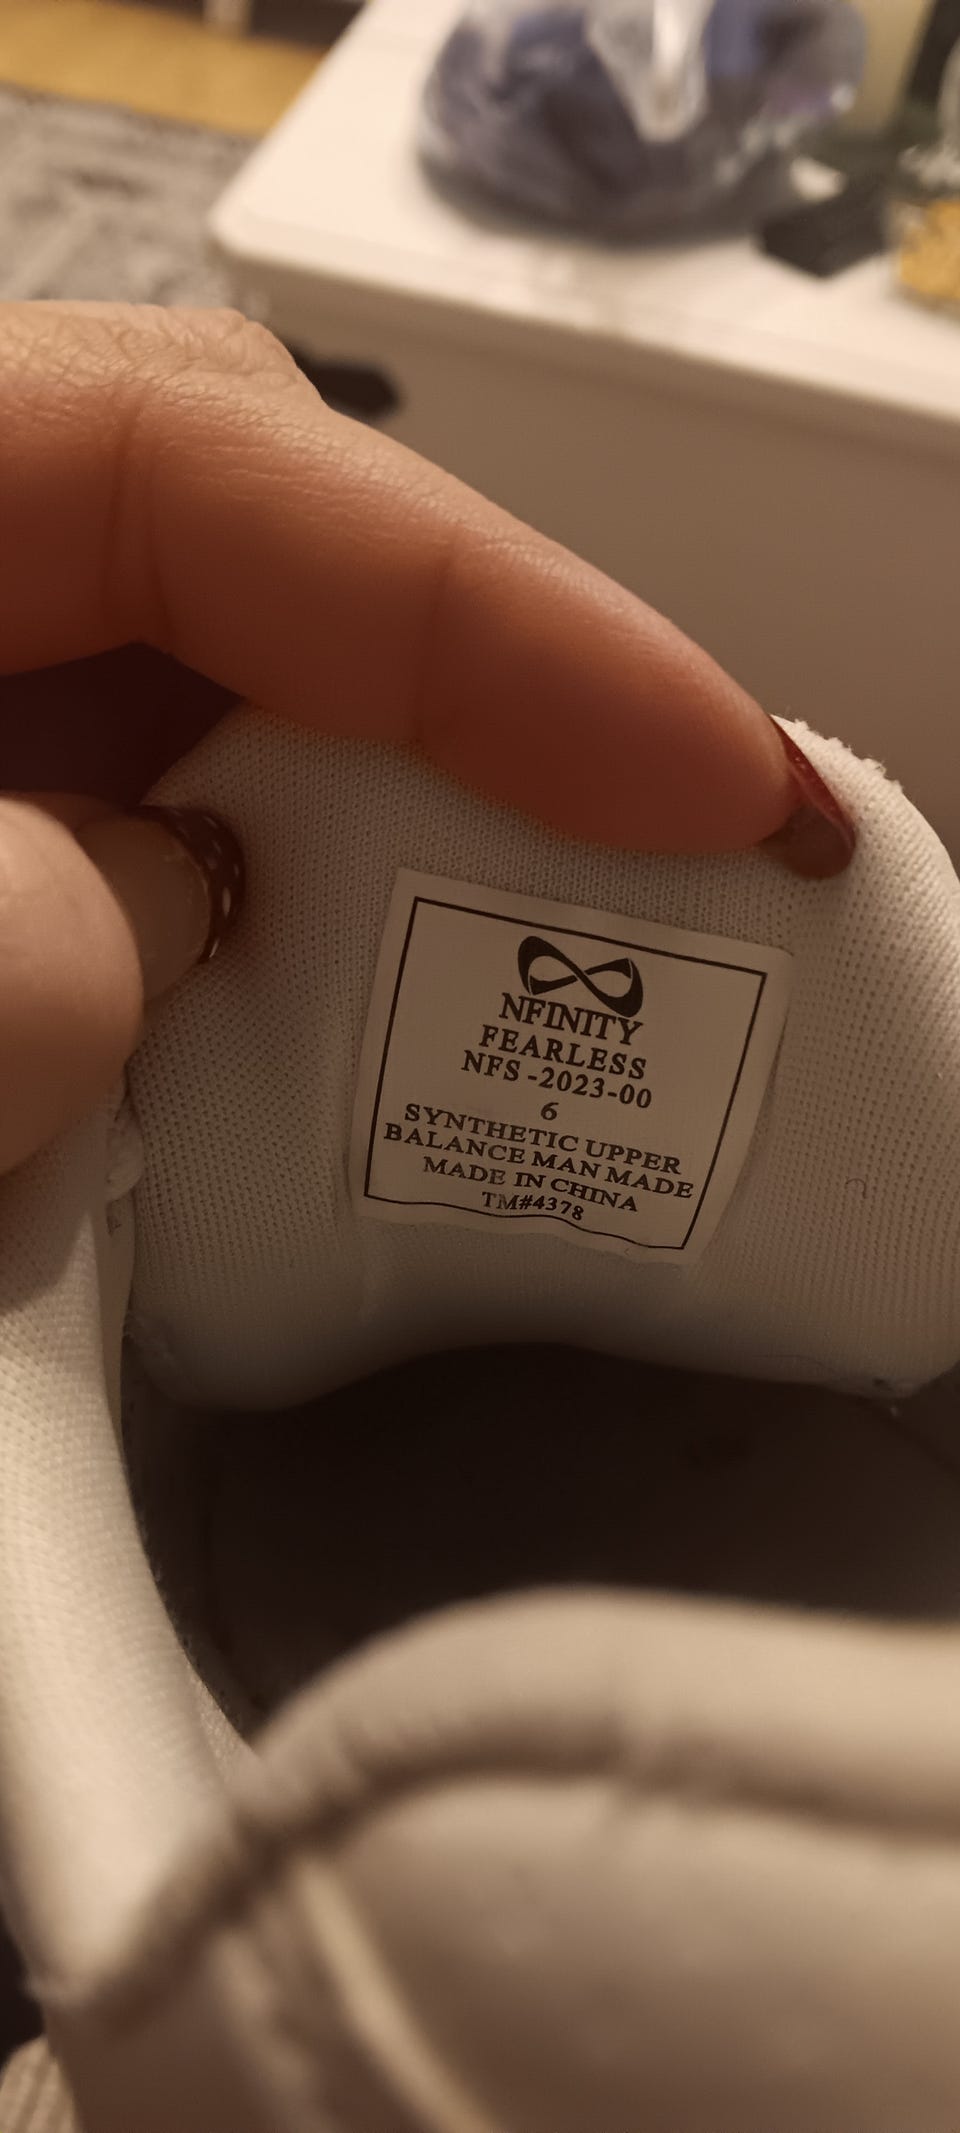 NFINITY
FEARLESS
NFS -2023-00
6
SYNTHETIC UPPER
BALANCE MAN MADE
MADE IN CHINA
TM#4378